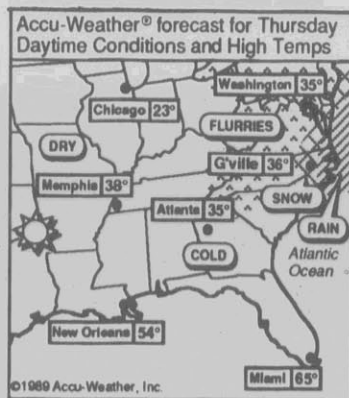 Accu-Weather® forecast for Thursday
Daytime Conditions and High Temps
Washington 35°
Chicago 23°
FLURRIES
DRY
G'ville 36°
Memphis 38°
SNOW
Atlanta 35°
RAIN
COLD
Atlantic
Ocean
New Orleans 54°
©1989 Accu-Weather, Inc.
Miami 65°